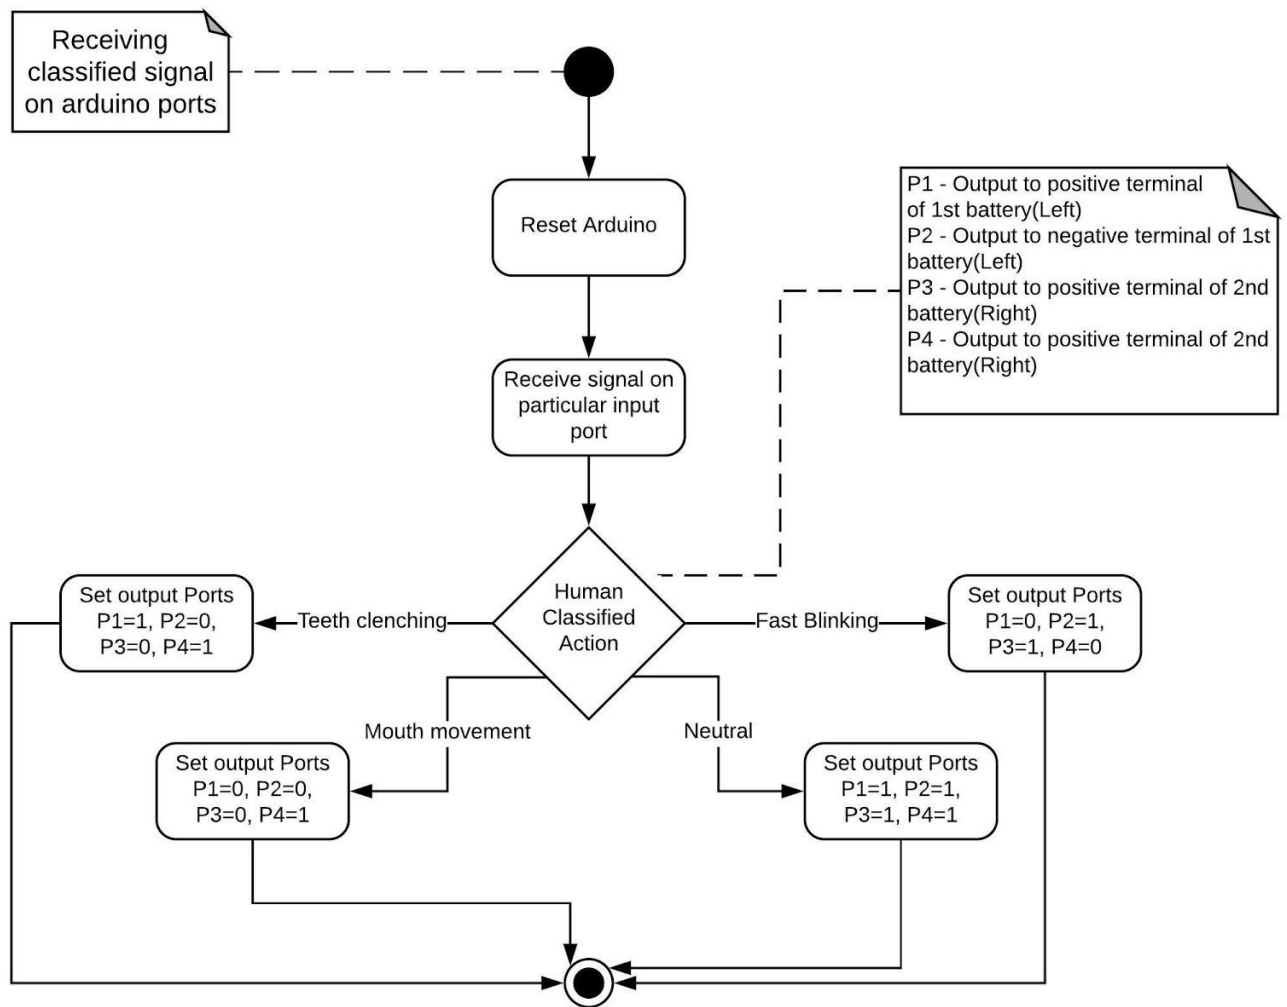 Receiving
classified signal
on arduino ports
Reset Arduino
P1 - Output to positive terminal
of 1st battery(Left)
P2 - Output to negative terminal of 1st
battery(Left)
P3 - Output to positive terminal of 2nd
battery(Right)
P4 - Output to positive terminal of 2nd
battery(Right)
Receive signal on
particular input
port
Human
Classified
Action
Teeth clenching
Set output Ports
P1=1, P2=0,
P3=0, P4=1
Fast Blinking
Set output Ports
P1=0, P2=1,
P3=1, P4=0
Mouth movement
Set output Ports
P1=0, P2=0,
P3=0, P4=1
Neutral
Set output Ports
P1=1, P2=1,
P3=1, P4=1